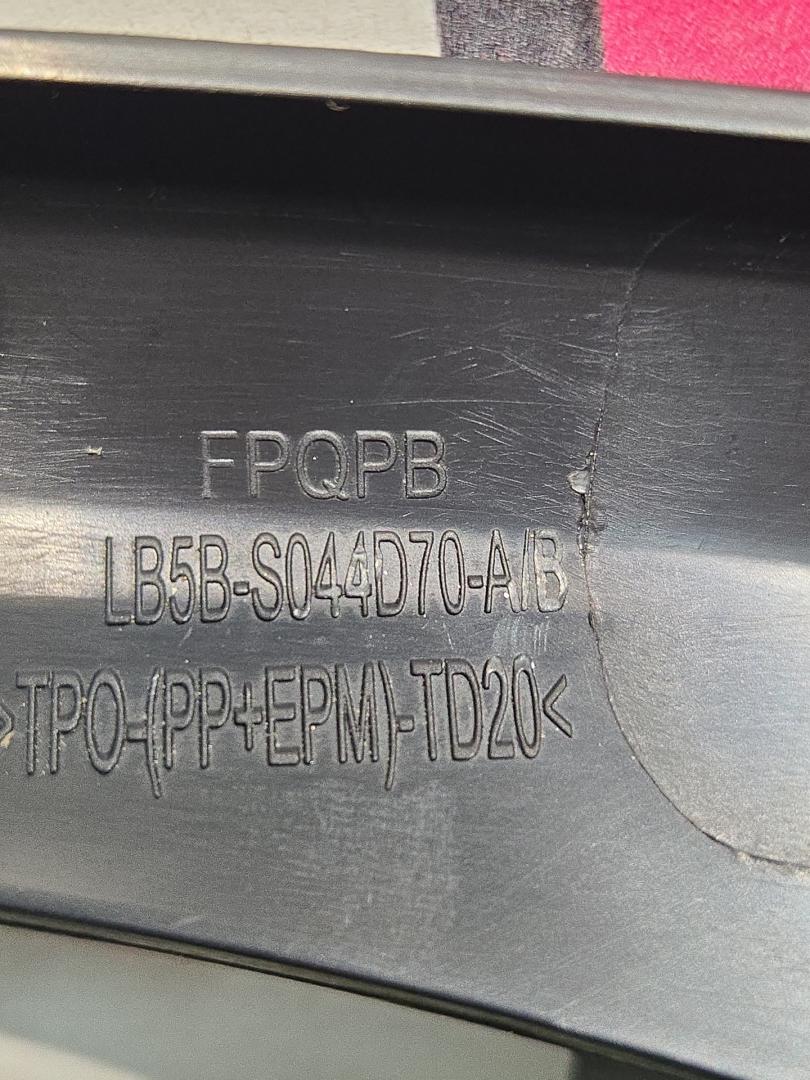 FPQPB
LB5B-S044D70-A/B
>TPO-(PP+EPM)-TD20<